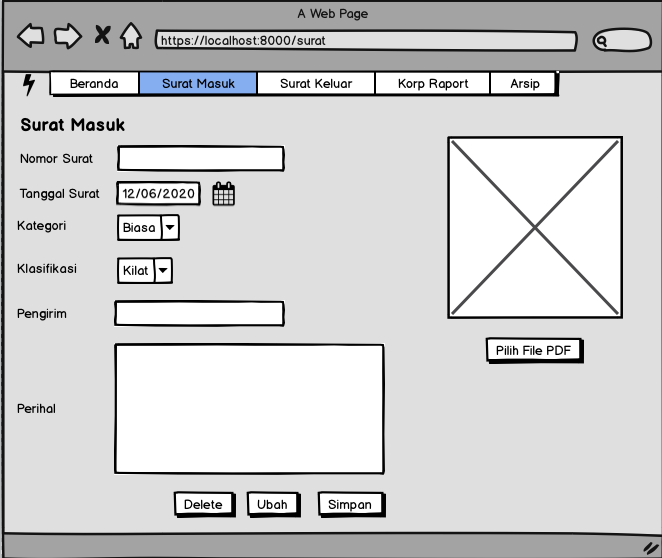 A Web Page
https://localhost:8000/surat
Beranda Surat Masuk Surat Keluar Korp Raport Arsip
Surat Masuk
Nomor Surat
Tanggal Surat 12/06/2020
Kategori Biasa
Klasifikasi Kilat
Pengirim
Pilih File PDF
Perihal
Delete Ubah Simpan